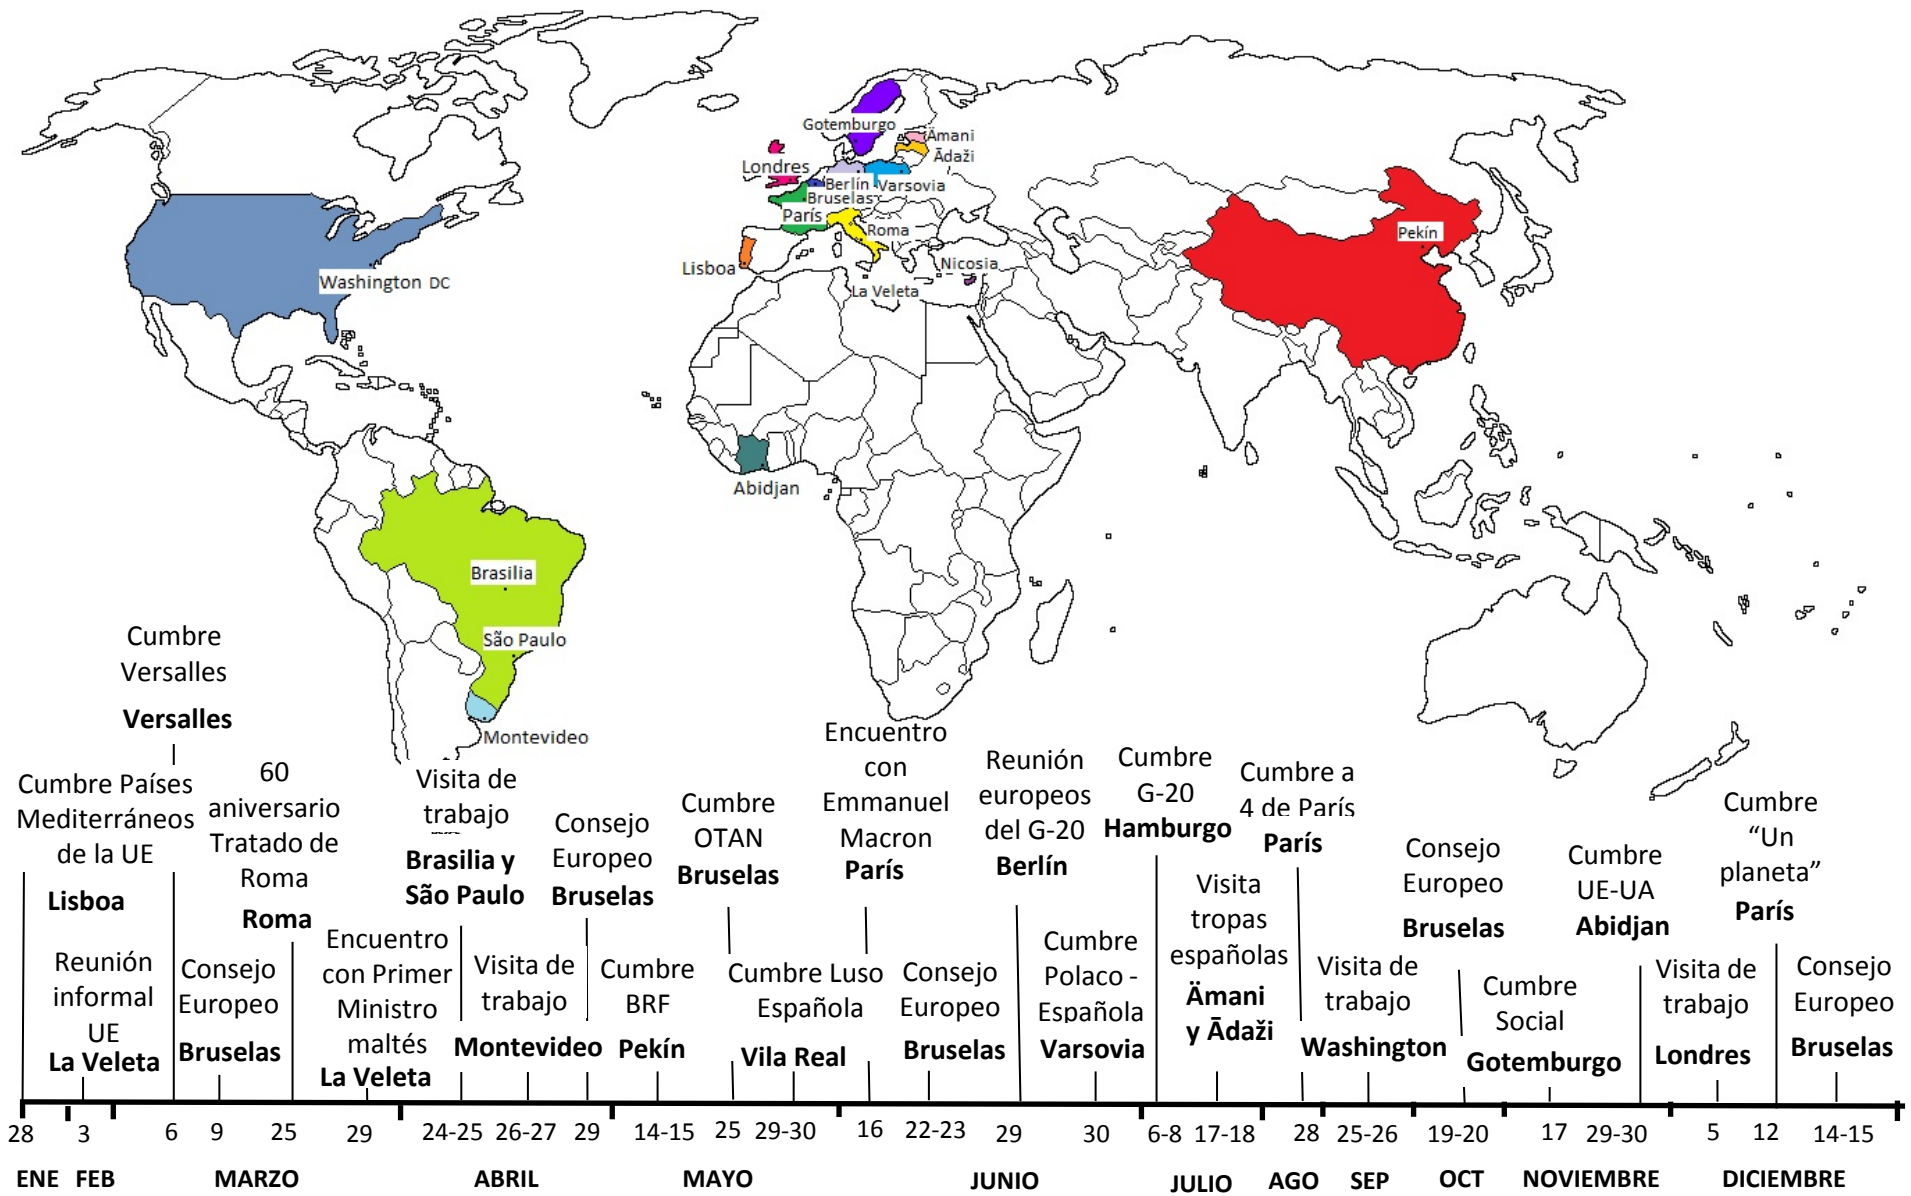 Gotemburgo
Ämani
Ādaži
Londres
Berlín
Varsovia
Bruselas
París
Roma
Lisboa
Nicosia
La Veleta
Washington DC
Pekín
Abidjan
Brasilia
São Paulo
Montevideo
Cumbre
Versalles
Versalles
Cumbre Países
Mediterráneos
de la UE
Lisboa
Reunión
informal
UE
La Veleta
Consejo
Europeo
Bruselas
60
aniversario
Tratado de
Roma
Roma
Encuentro
con Primer
Ministro
maltés
La Veleta
Visita de
trabajo
Brasilia y
São Paulo
Visita de
trabajo
Montevideo
Consejo
Europeo
Bruselas
Cumbre
BRF
Pekín
Cumbre
OTAN
Bruselas
Cumbre Luso
Española
Vila Real
Encuentro
con
Emmanuel
Macron
París
Consejo
Europeo
Bruselas
Reunión
europeos
del G-20
Berlín
Cumbre
Polaco -
Española
Varsovia
Cumbre
G-20
Hamburgo
Visita
tropas
españolas
Ämani
y Ādaži
Cumbre a
4 de París
París
Visita de
trabajo
Washington
Consejo
Europeo
Bruselas
Cumbre
Social
Gotemburgo
Cumbre
UE-UA
Abidjan
Visita de
trabajo
Londres
Cumbre
“Un
planeta”
París
Consejo
Europeo
Bruselas
28 3 6 9 25 29 24-25 26-27 29 14-15 25 29-30 16 22-23 29 30 6-8 17-18 28 25-26 19-20 17 29-30 5 12 14-15
ENE FEB MARZO ABRIL MAYO JUNIO JULIO AGO SEP OCT NOVIEMBRE DICIEMBRE